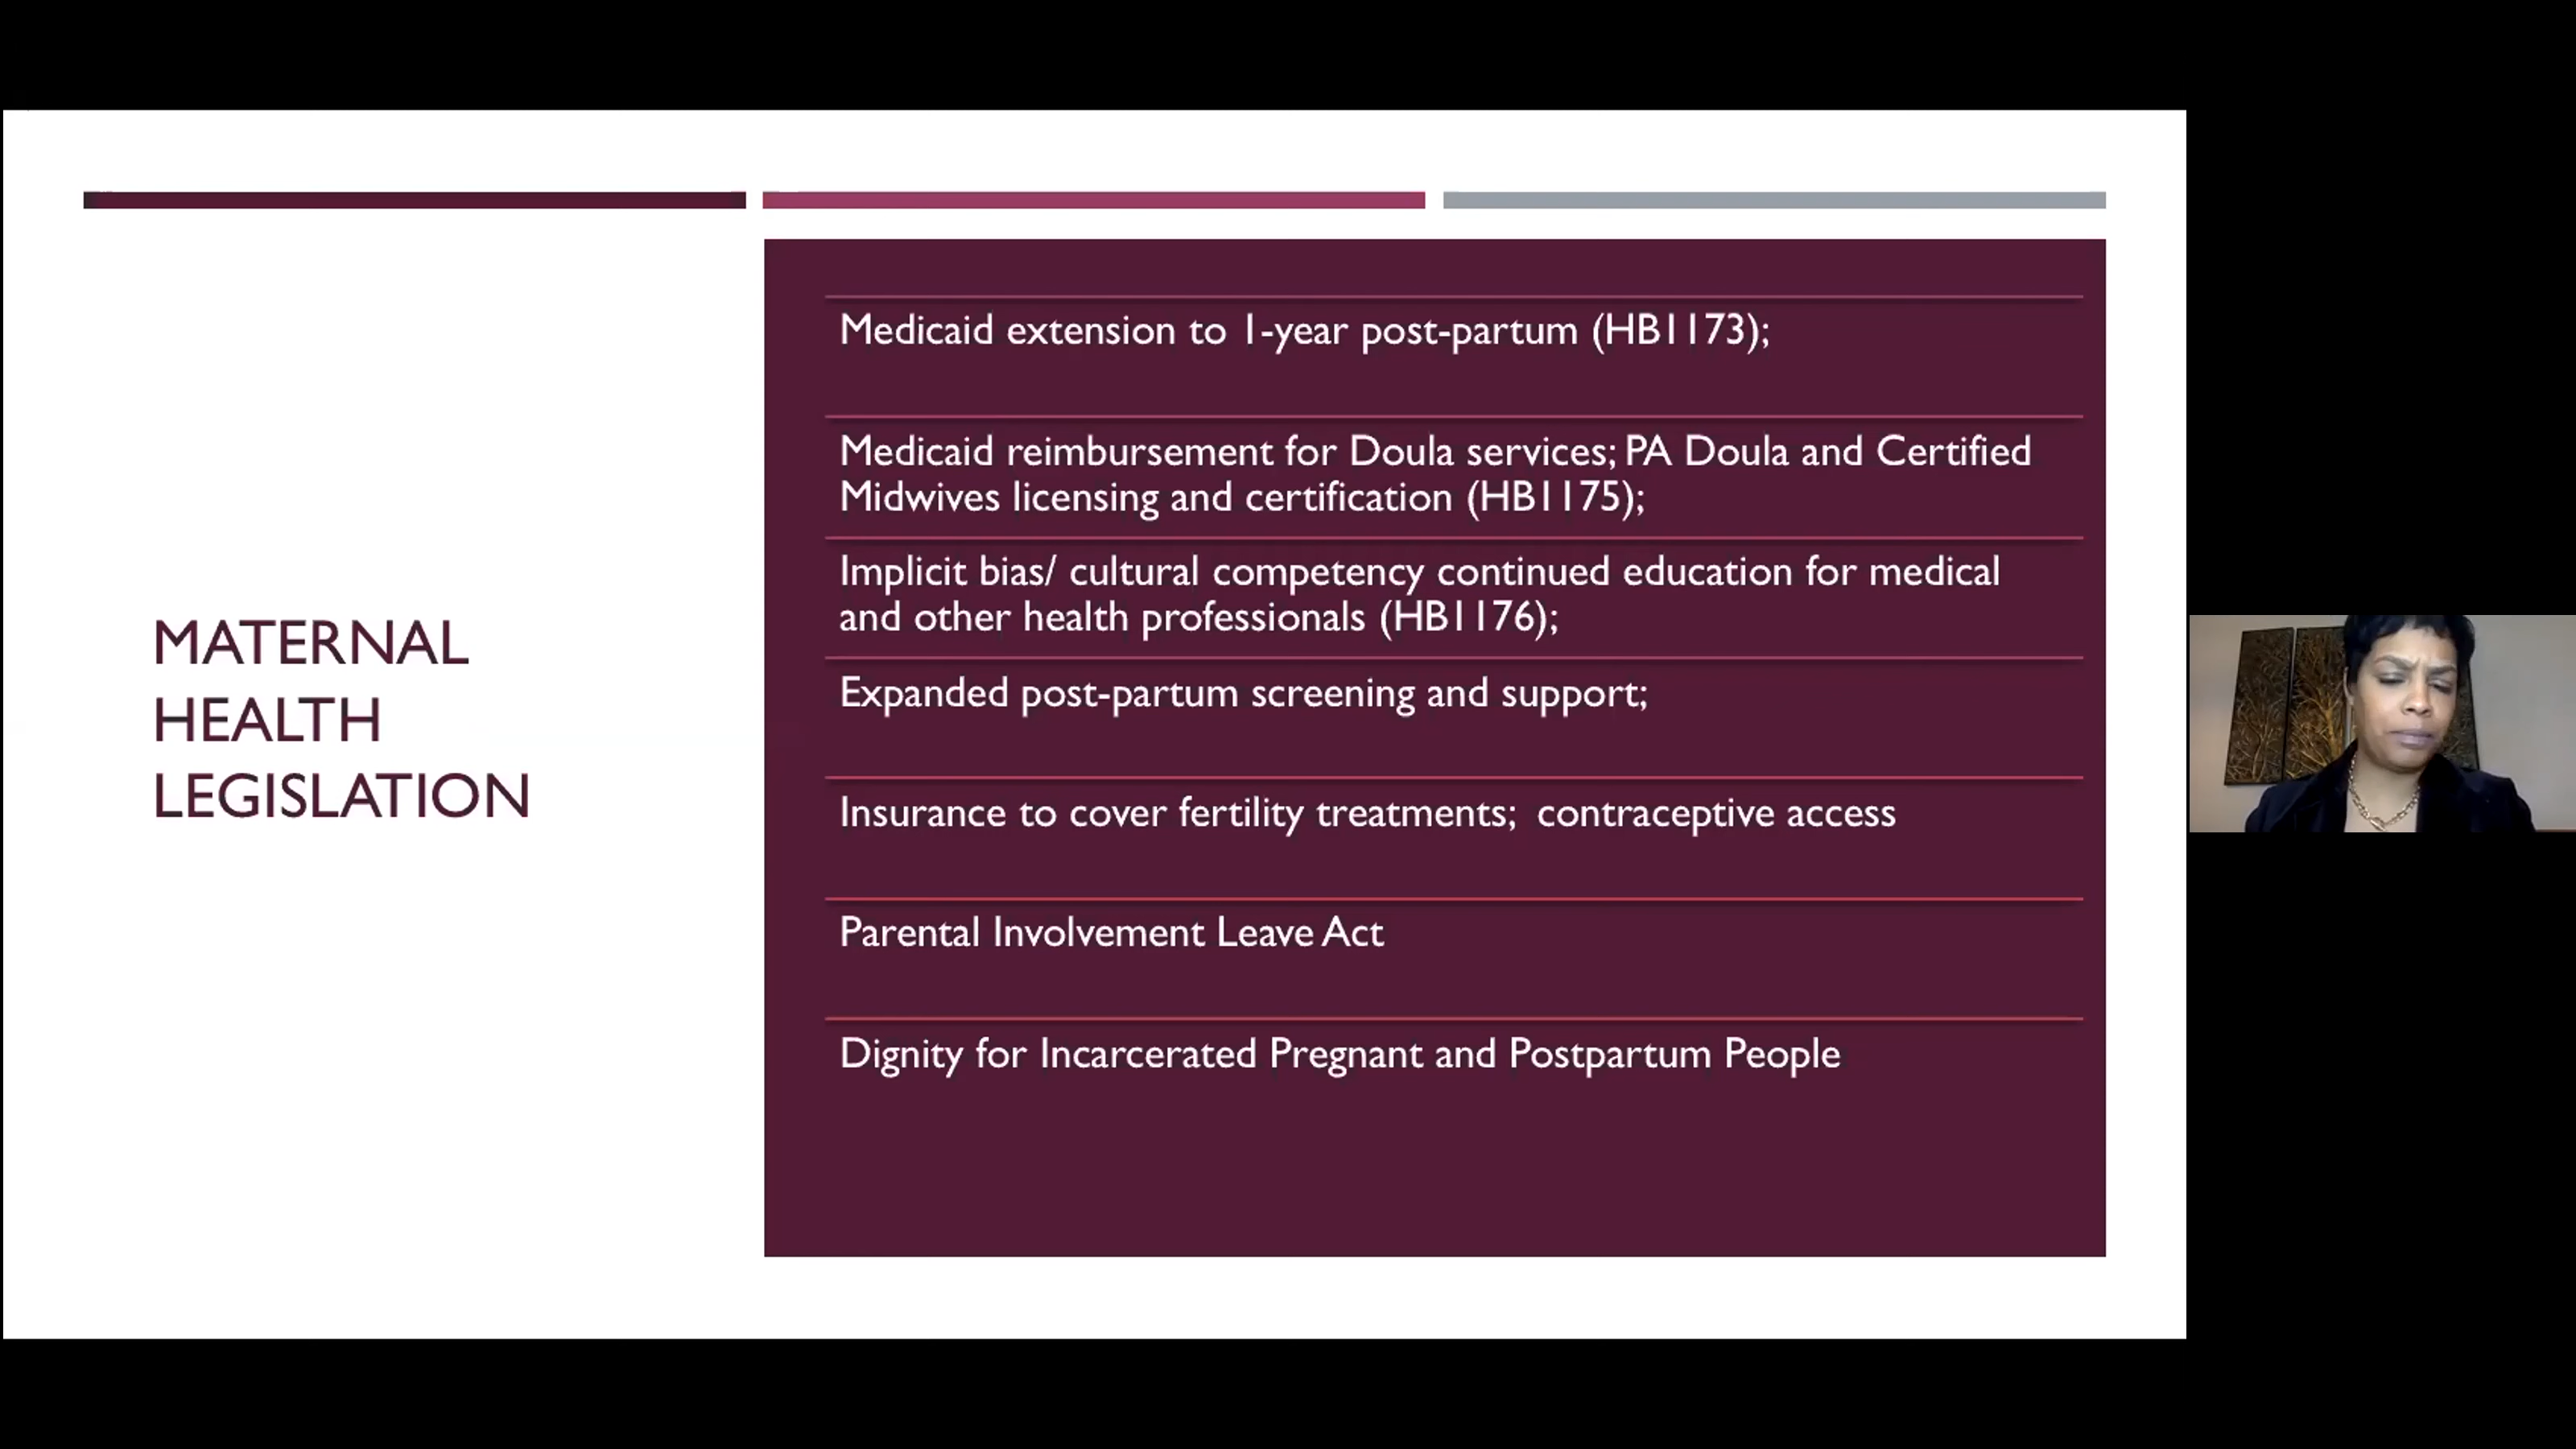 MATERNAL
HEALTH
LEGISLATION
Medicaid extension to 1-year post-partum (HB1173);
Medicaid reimbursement for Doula services; PA Doula and Certified
Midwives licensing and certification (HB1175);
Implicit bias/ cultural competency continued education for medical
and other health professionals (HB1176);
Expanded post-partum screening and support;
Insurance to cover fertility treatments;  contraceptive access
Parental Involvement Leave Act
Dignity for Incarcerated Pregnant and Postpartum People